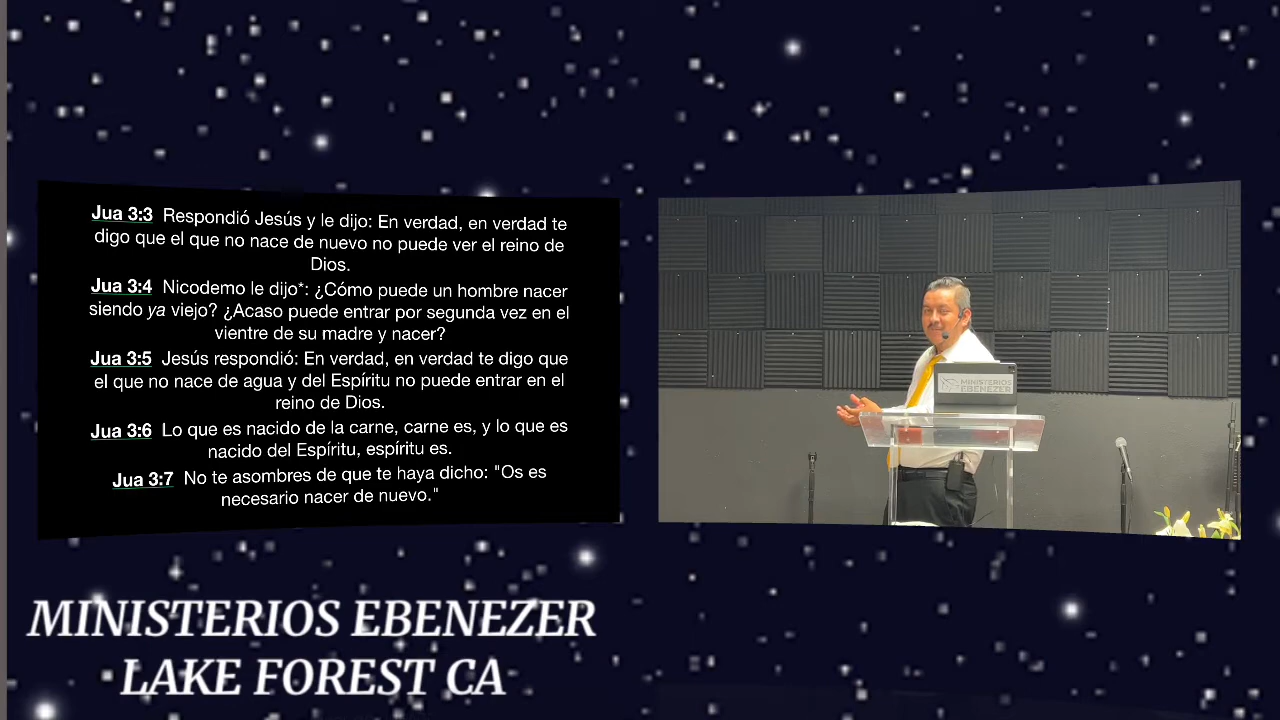 Jua 3:3 Respondió Jesús y le dijo: En verdad, en verdad te
digo que el que no nace de nuevo no puede ver el reino de
Dios.
Jua 3:4 Nicodemo le dijo*: ¿Cómo puede un hombre nacer
siendo ya viejo? ¿Acaso puede entrar por segunda vez en el
vientre de su madre y nacer?
Jua 3:5 Jesús respondió: En verdad, en verdad te digo que
el que no nace de agua y del Espíritu no puede entrar en el
reino de Dios.
Jua 3:6 Lo que es nacido de la carne, carne es, y lo que es
nacido del Espíritu, espíritu es.
Jua 3:7 No te asombres de que te haya dicho: "Os es
necesario nacer de nuevo."
MINISTERIOS
EBENEZER
MINISTERIOS EBENEZER
LAKE FOREST CA